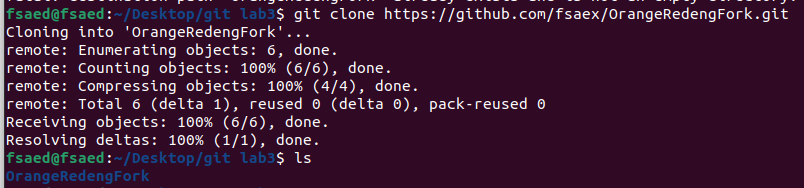 fsaed@fsaed:~/Desktop/git lab3$ git clone https://github.com/fsaex/OrangeRedengFork.git
Cloning into 'OrangeRedengFork'...
remote: Enumerating objects: 6, done.
remote: Counting objects: 100% (6/6), done.
remote: Compressing objects: 100% (4/4), done.
remote: Total 6 (delta 1), reused 0 (delta 0), pack-reused 0
Receiving objects: 100% (6/6), done.
Resolving deltas: 100% (1/1), done.
fsaed@fsaed:~/Desktop/git lab3$ ls
OrangeRedengFork